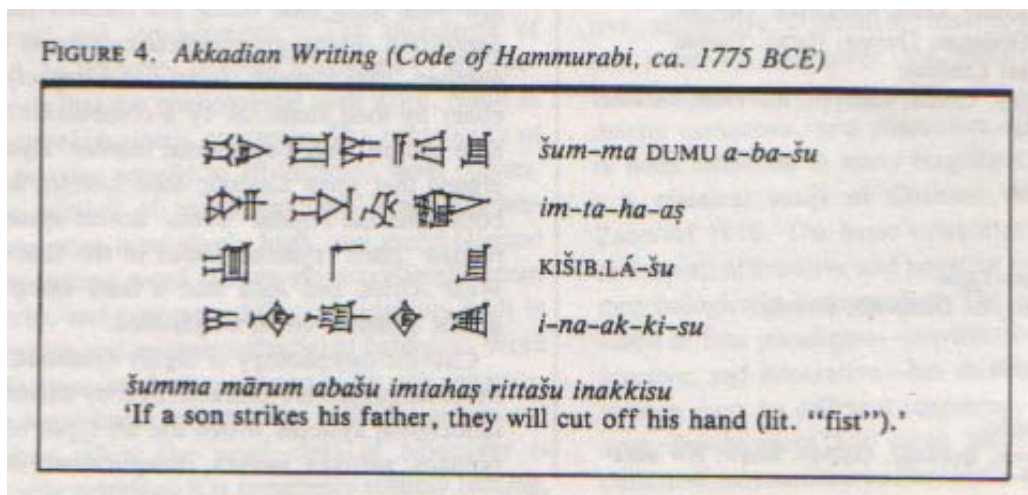 FIGURE 4. Akkadian Writing (Code of Hammurabi, ca. 1775 BCE)
šum–ma DUMU a–ba–šu
im–ta–ha–aṣ
KIŠIB.LÁ–šu
i–na–ak–ki–su
šumma mārum abašu imtahaṣ rittašu inakkisu
'If a son strikes his father, they will cut off his hand (lit. "fist").'